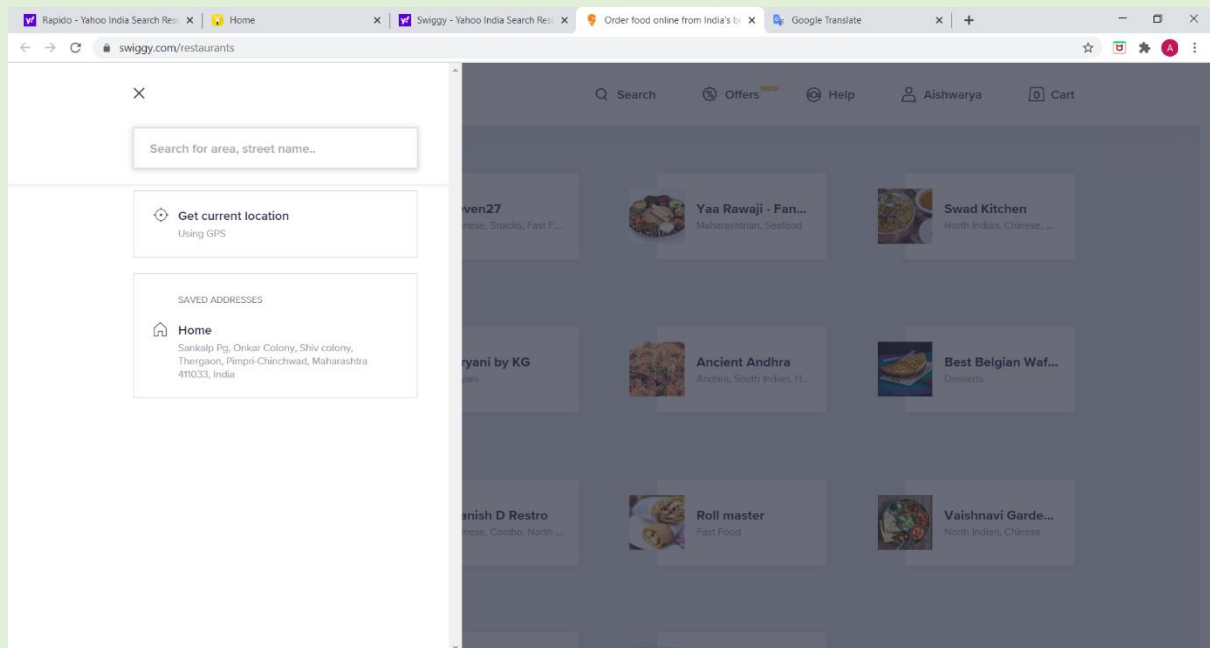 Rapido - Yahoo India Search Res
Home
Swiggy - Yahoo India Search Res
Order food online from India's b
Google Translate
swiggy.com/restaurants
A
Search
Offers NEW
Help
Aishwarya
0 Cart
Search for area, street name..
Get current location
Using GPS
SAVED ADDRESSES
Home
Sankalp Pg, Onkar Colony, Shiv colony,
Thergaon, Pimpri-Chinchwad, Maharashtra
411033, India
ven27
nese, Snacks, Fast F...
Yaa Rawaji - Fan...
Maharashtrian, Seafood
Swad Kitchen
North Indian, Chinese, ...
ryani by KG
yani
Ancient Andhra
Andhra, South Indian, H...
Best Belgian Waf...
Desserts
anish D Restro
nese, Combo, North ...
Roll master
Fast Food
Vaishnavi Garde...
North Indian, Chinese